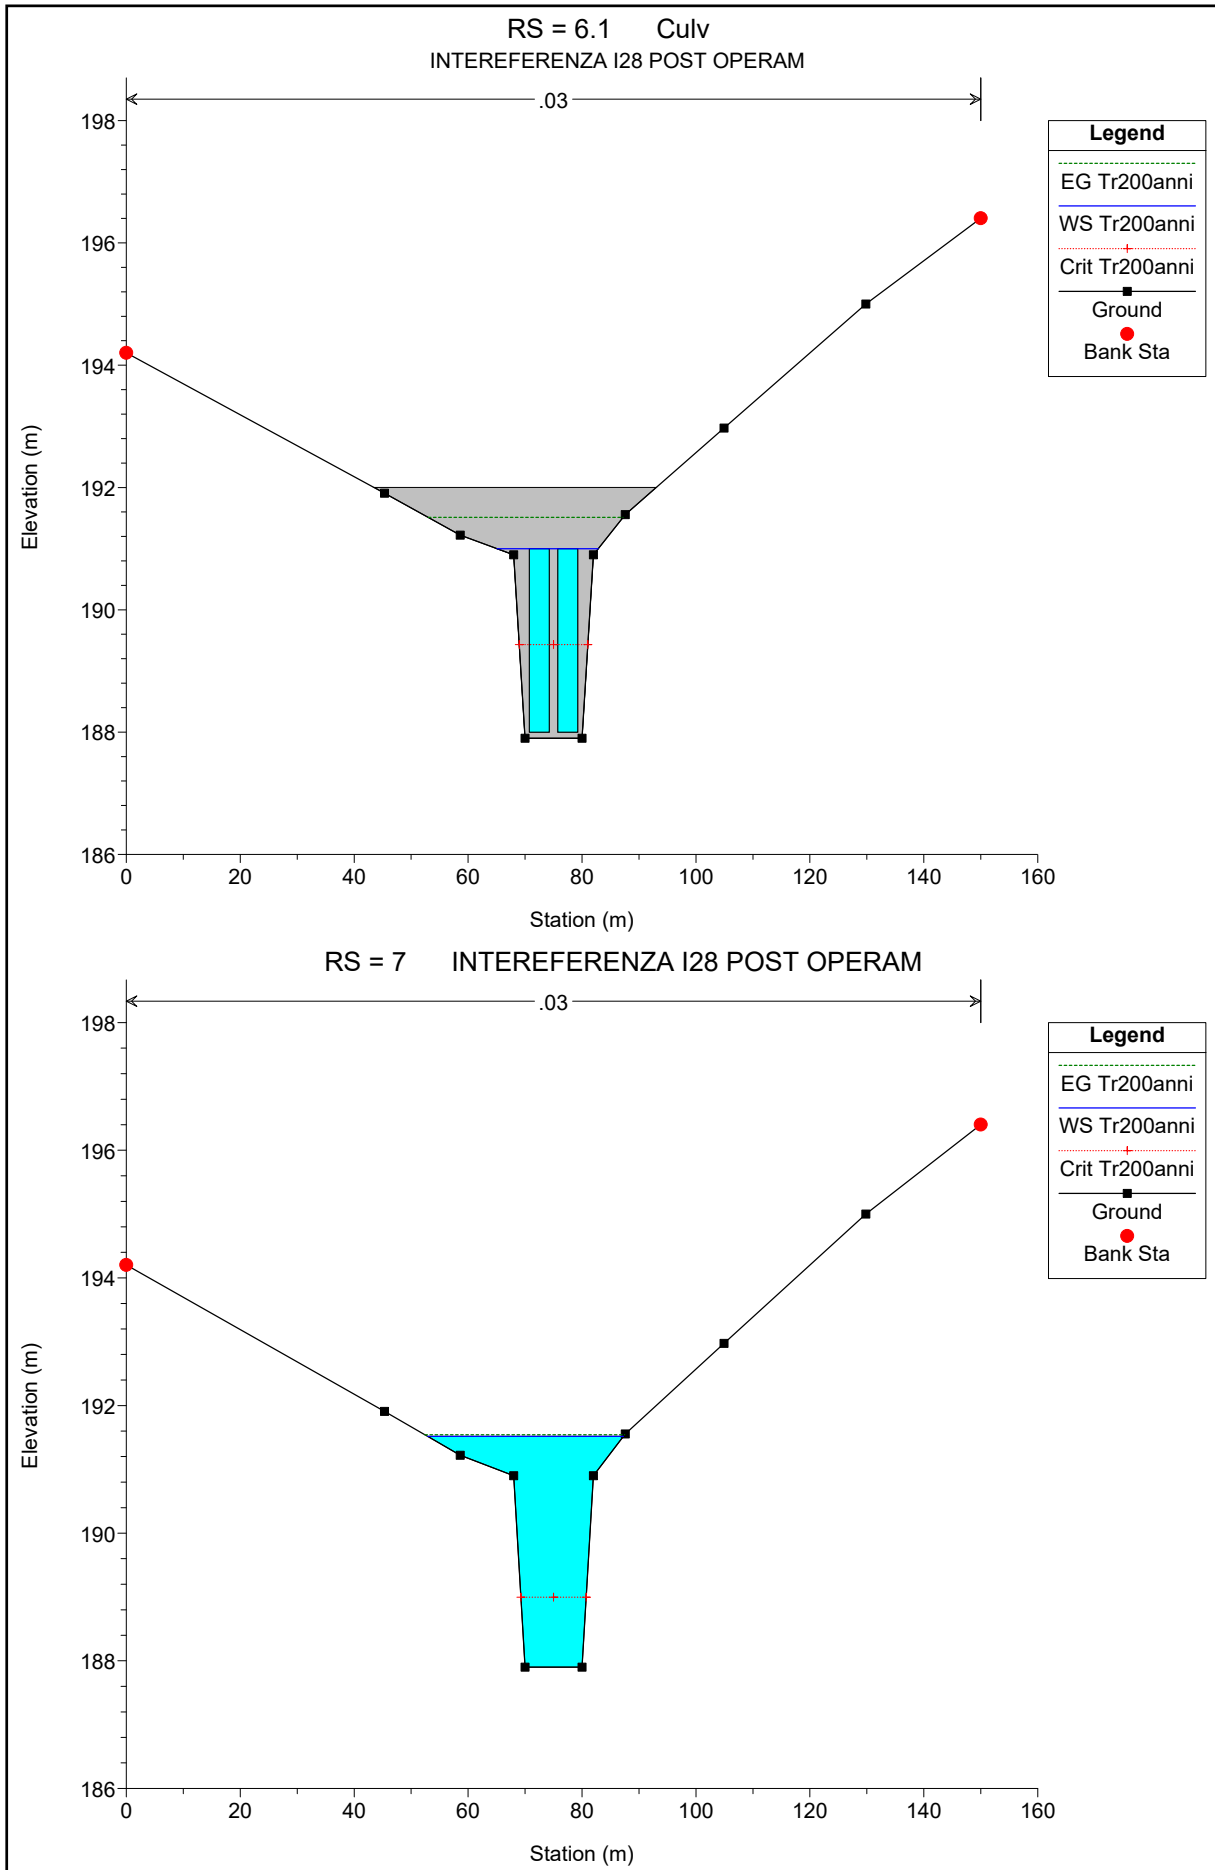 RS = 6.1 Culv
INTEREFERENZA I28 POST OPERAM
.03
198
196
194
192
190
188
186
Elevation (m)
0 20 40 60 80 100 120 140 160
Station (m)
Legend
EG Tr200anni
WS Tr200anni
Crit Tr200anni
Ground
Bank Sta
RS = 7 INTEREFERENZA I28 POST OPERAM
.03
198
196
194
192
190
188
186
Elevation (m)
0 20 40 60 80 100 120 140 160
Station (m)
Legend
EG Tr200anni
WS Tr200anni
Crit Tr200anni
Ground
Bank Sta